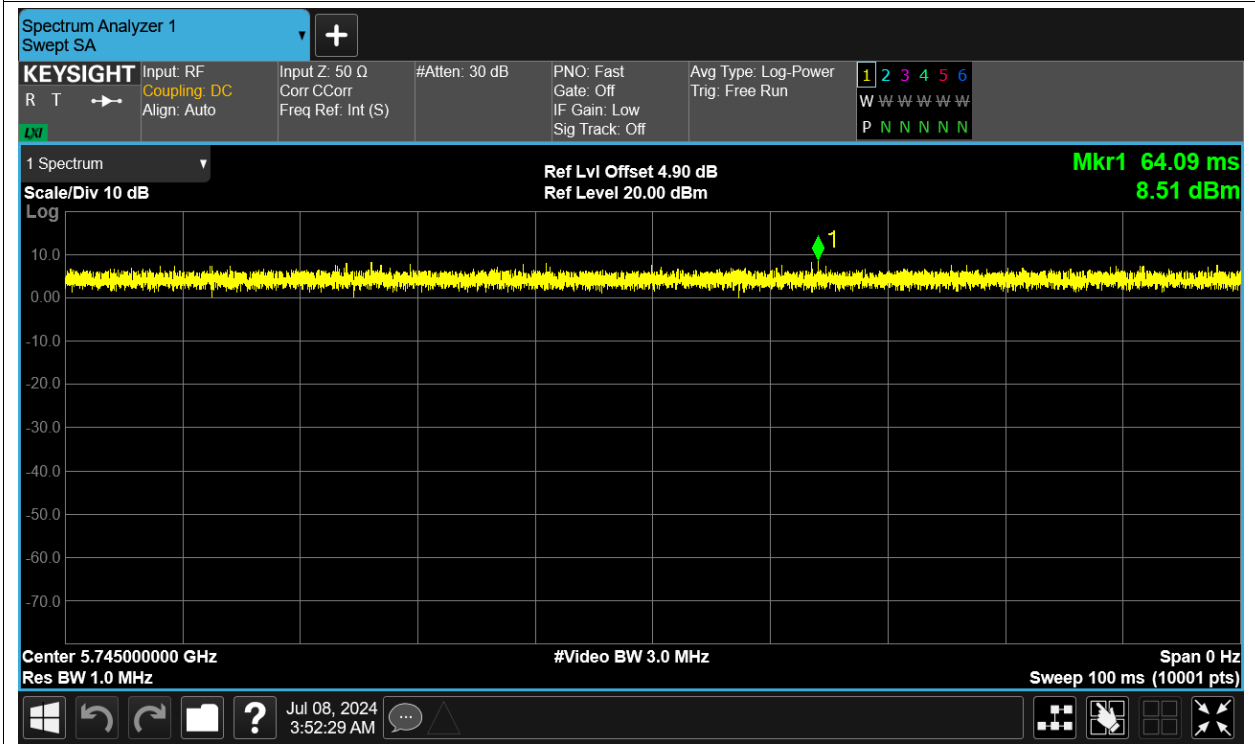 Spectrum Analyzer 1
Swept SA
▼
+
KEYSIGHT
R T
LXI
Input: RF
Coupling: DC
Align: Auto
Input Z: 50 Ω
Corr CCorr
Freq Ref: Int (S)
#Atten: 30 dB
PNO: Fast
Gate: Off
IF Gain: Low
Sig Track: Off
Avg Type: Log-Power
Trig: Free Run
1 2 3 4 5 6
W W W W W W
P N N N N N
1 Spectrum ▼
Scale/Div 10 dB
Log
Ref Lvl Offset 4.90 dB
Ref Level 20.00 dBm
Mkr1 64.09 ms
8.51 dBm
1
10.0
0.00
-10.0
-20.0
-30.0
-40.0
-50.0
-60.0
-70.0
Center 5.745000000 GHz
Res BW 1.0 MHz
#Video BW 3.0 MHz
Span 0 Hz
Sweep 100 ms (10001 pts)
?
Jul 08, 2024
3:52:29 AM